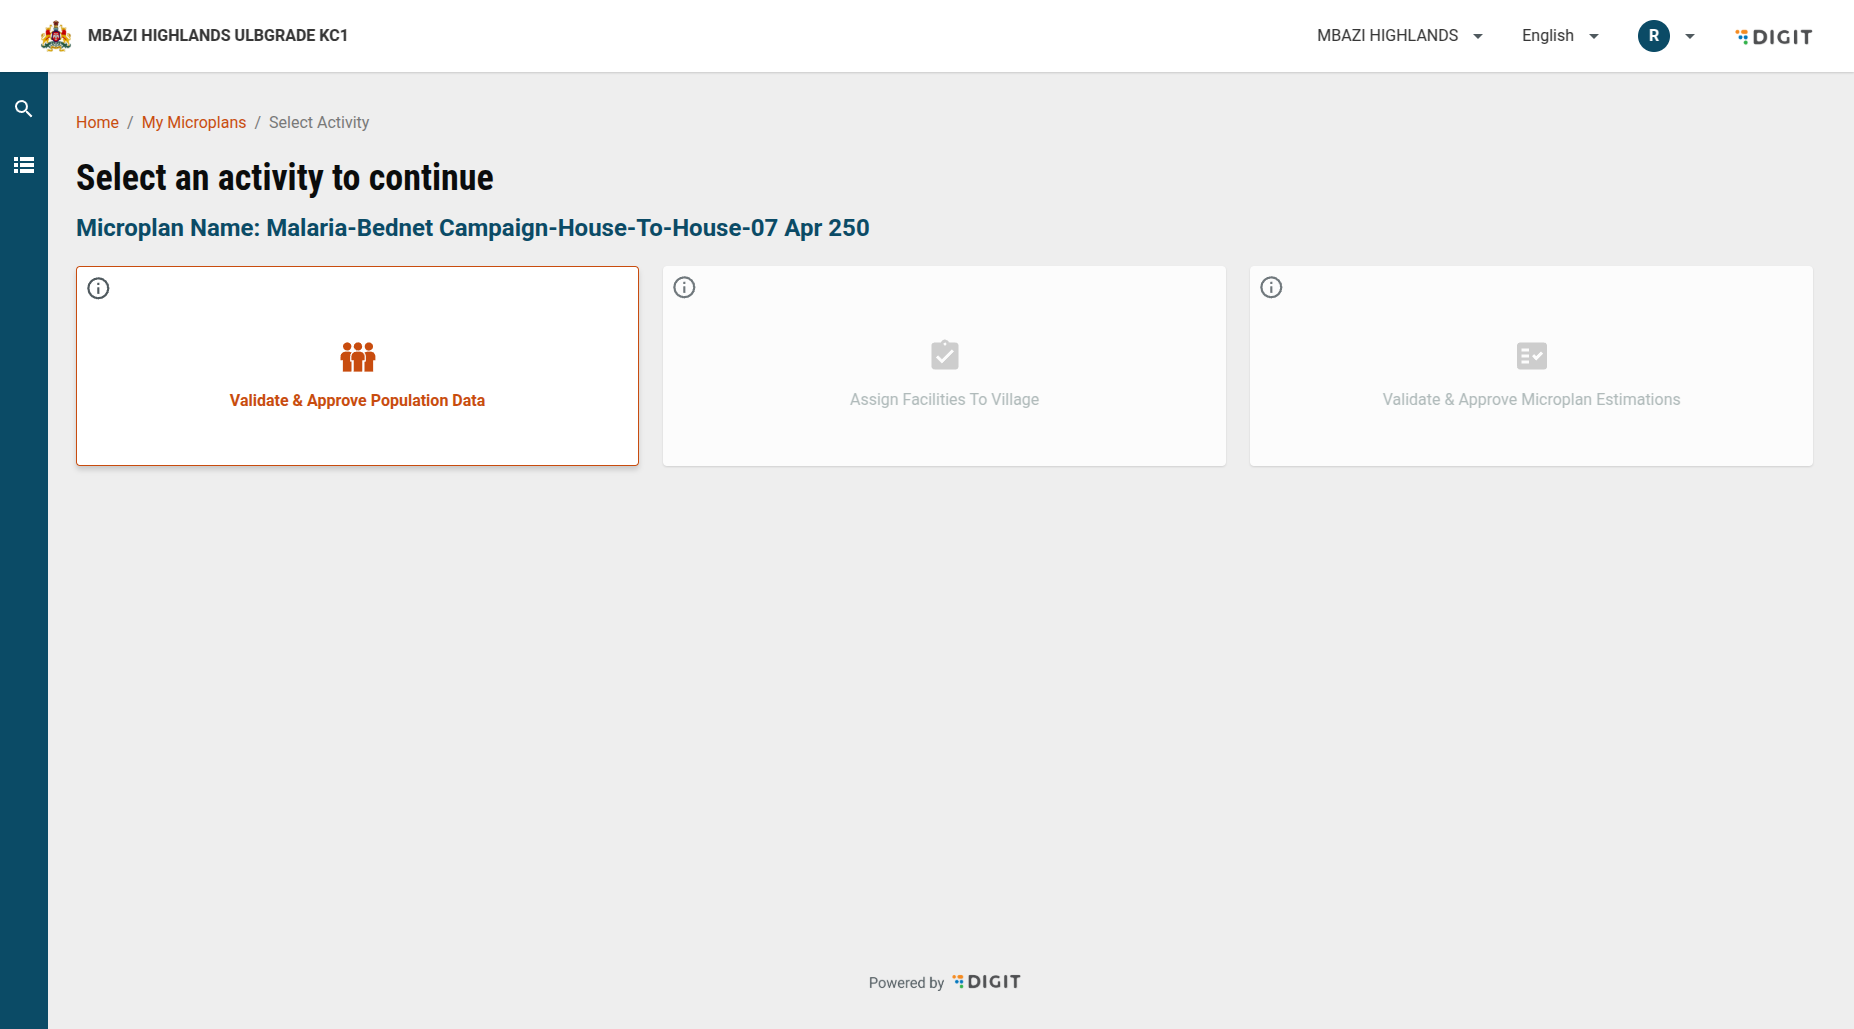 MBAZI HIGHLANDS ULBGRADE KC1
MBAZI HIGHLANDS
English
R
DIGIT
Home / My Microplans / Select Activity
Select an activity to continue
Microplan Name: Malaria-Bednet Campaign-House-To-House-07 Apr 250
Validate & Approve Population Data
Assign Facilities To Village
Validate & Approve Microplan Estimations
Powered by DIGIT